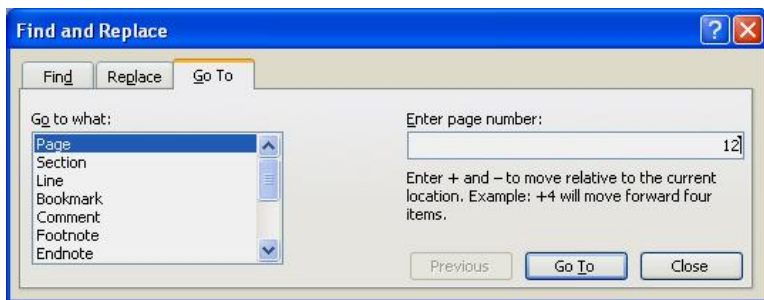 Find and Replace
Find Replace Go To
Go to what:
Page
Section
Line
Bookmark
Comment
Footnote
Endnote
Enter page number:
12
Enter + and – to move relative to the current
location. Example: +4 will move forward four
items.
Previous Go To Close